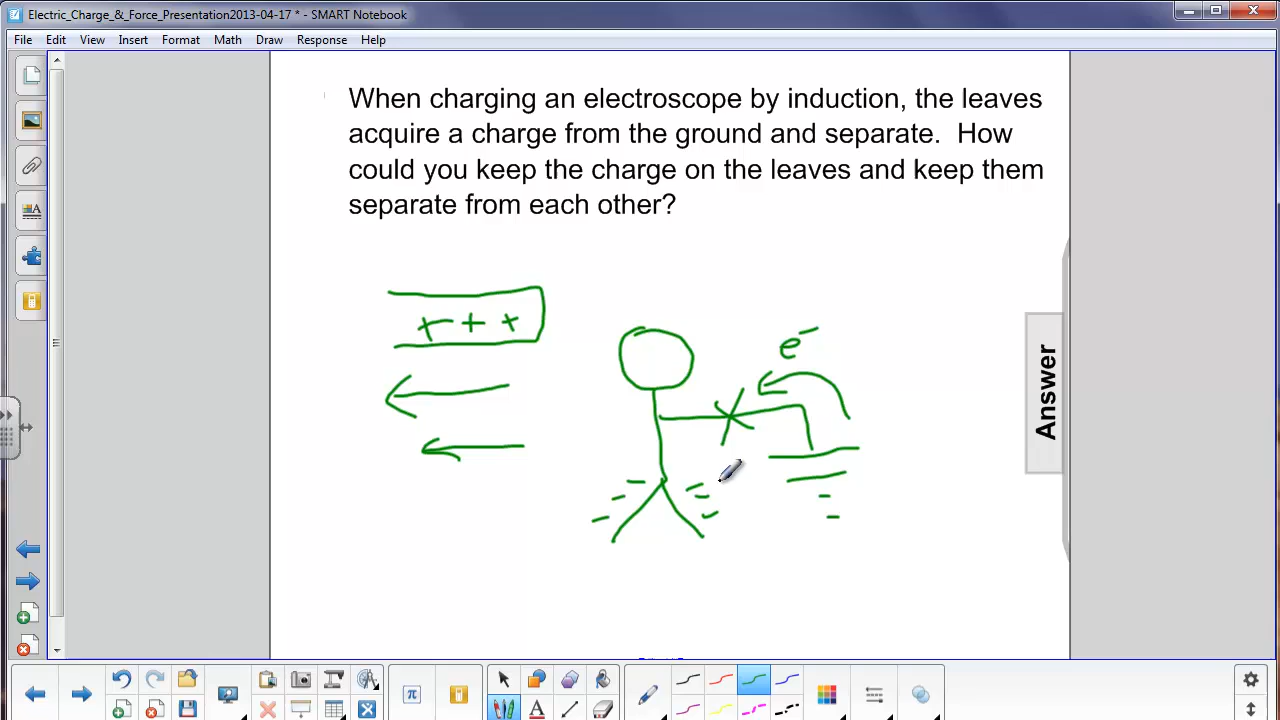 Electric_Charge_&_Force_Presentation2013-04-17 * - SMART Notebook
File Edit View Insert Format Math Draw Response Help
When charging an electroscope by induction, the leaves
acquire a charge from the ground and separate. How
could you keep the charge on the leaves and keep them
separate from each other?
+ + +
e⁻
Answer
π
A